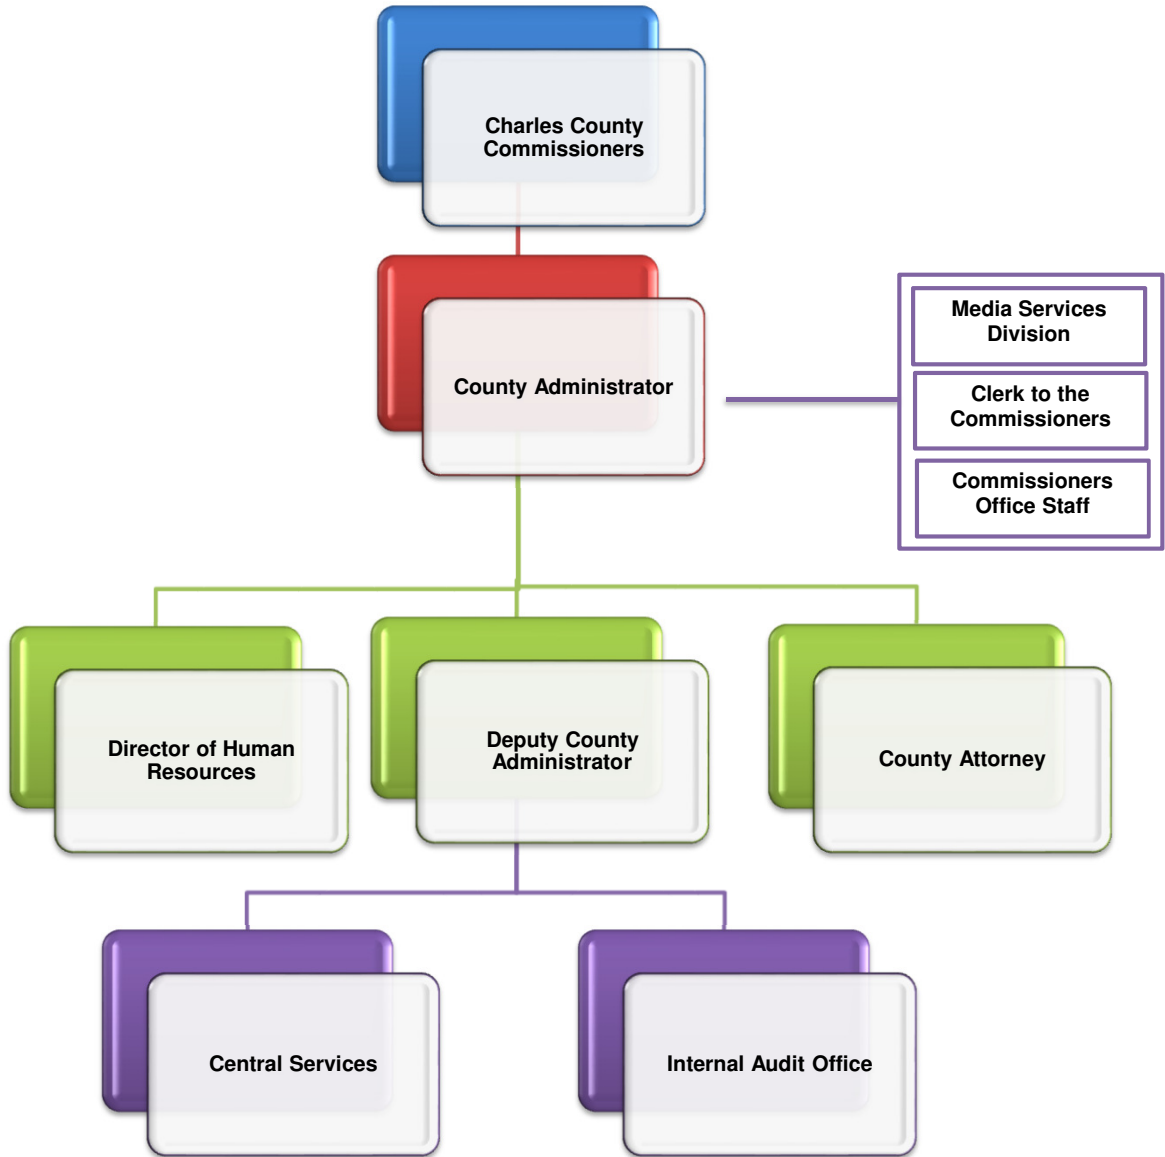 Charles County
Commissioners
County Administrator
Media Services
Division
Clerk to the
Commissioners
Commissioners
Office Staff
Director of Human
Resources
Deputy County
Administrator
County Attorney
Central Services
Internal Audit Office